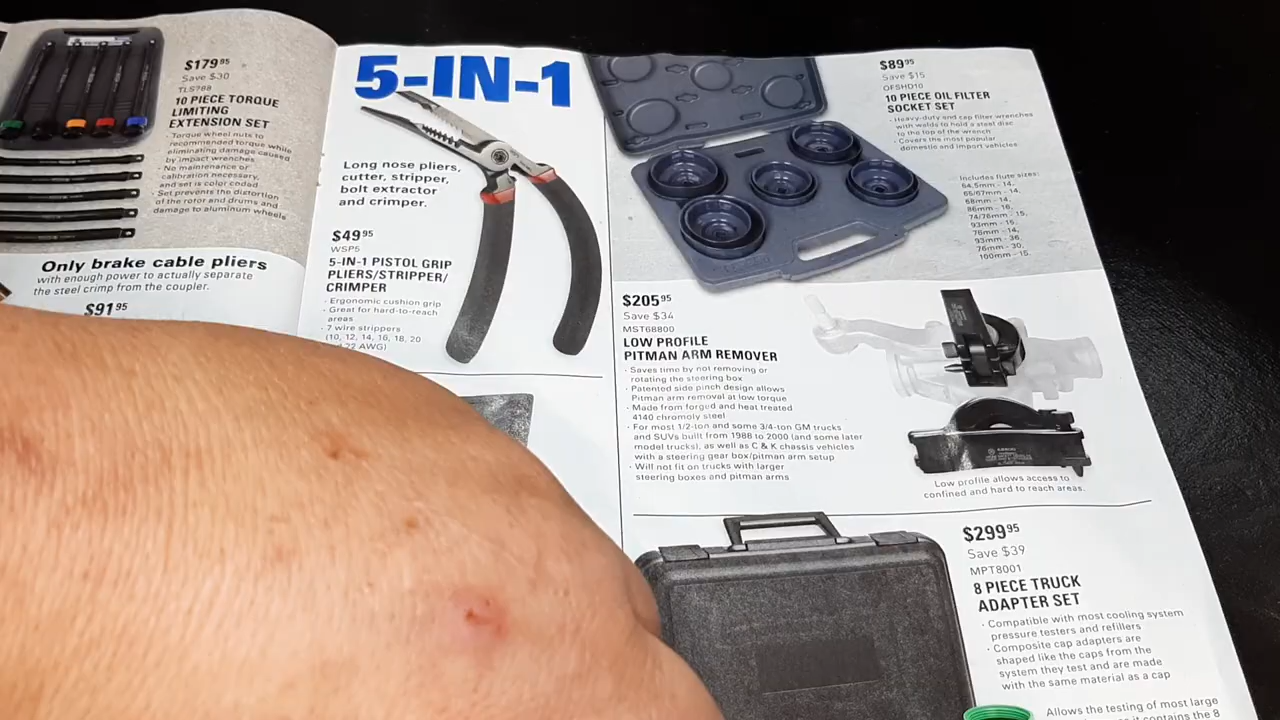 $179.95
Save $30
TLS788
10 PIECE TORQUE
LIMITING
EXTENSION SET
· Torque wheel nuts to
recommended torque while
eliminating damage caused
by impact wrenches
· No maintenance or
calibration necessary,
and set is color coded
· Set prevents the distortion
of the rotor and drums and
damage to aluminum wheels
Only brake cable pliers
with enough power to actually separate
the steel crimp from the coupler.
$91.95
5-IN-1
Long nose pliers,
cutter, stripper,
bolt extractor
and crimper.
$49.95
WSP5
5-IN-1 PISTOL GRIP
PLIERS/STRIPPER/
CRIMPER
· Ergonomic cushion grip
· Great for hard-to-reach
areas
· 7 wire strippers
(10, 12, 14, 16, 18, 20
22 AWG)
$89.95
Save $15
OFSHD10
10 PIECE OIL FILTER
SOCKET SET
· Heavy-duty end cap filter wrenches
with welds to hold a steel disc
to the top of the wrench
· Covers the most popular
domestic and import vehicles
Includes flute sizes:
64.5mm - 14,
65/67mm - 14,
68mm - 14,
86mm - 16,
74/76mm - 15,
93mm - 15,
76mm - 14,
93mm - 36,
76mm - 30,
100mm - 15.
$205.95
Save $34
MST68800
LOW PROFILE
PITMAN ARM REMOVER
· Saves time by not removing or
rotating the steering box
· Patented side pinch design allows
Pitman arm removal at low torque
· Made from forged and heat treated
4140 chromoly steel
· For most 1/2-ton and some 3/4-ton GM trucks
and SUVs built from 1988 to 2000 (and some later
model trucks), as well as C & K chassis vehicles
with a steering gear box/pitman arm setup
· Will not fit on trucks with larger
steering boxes and pitman arms
Low profile allows access to
confined and hard to reach areas.
$299.95
Save $39
MPT8001
8 PIECE TRUCK
ADAPTER SET
· Compatible with most cooling system
pressure testers and refillers
· Composite cap adapters are
shaped like the caps from the
system they test and are made
with the same material as a cap
Allows the testing of most large
it contains the 8